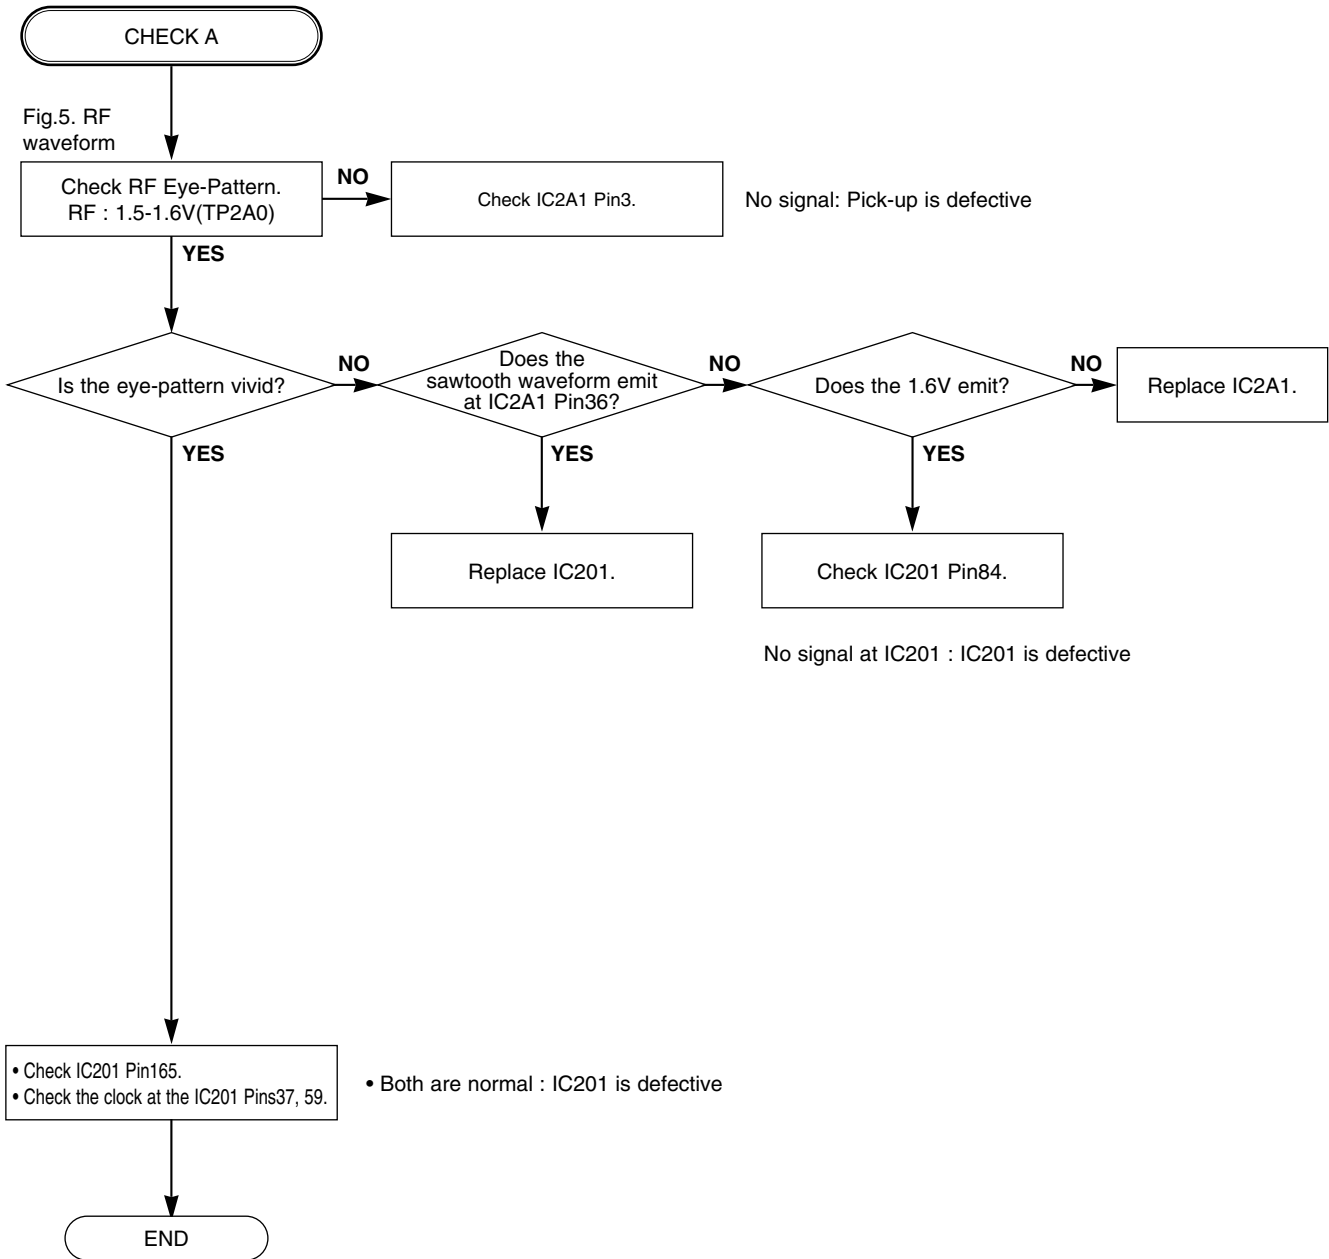 CHECK A
Fig.5. RF
waveform
Check RF Eye-Pattern.
RF : 1.5-1.6V(TP2A0)
NO
Check IC2A1 Pin3.
No signal: Pick-up is defective
YES
Is the eye-pattern vivid?
NO
Does the
sawtooth waveform emit
at IC2A1 Pin36?
NO
Does the 1.6V emit?
NO
Replace IC2A1.
YES
YES
YES
Replace IC201.
Check IC201 Pin84.
No signal at IC201 : IC201 is defective
• Check IC201 Pin165.
• Check the clock at the IC201 Pins37, 59.
• Both are normal : IC201 is defective
END